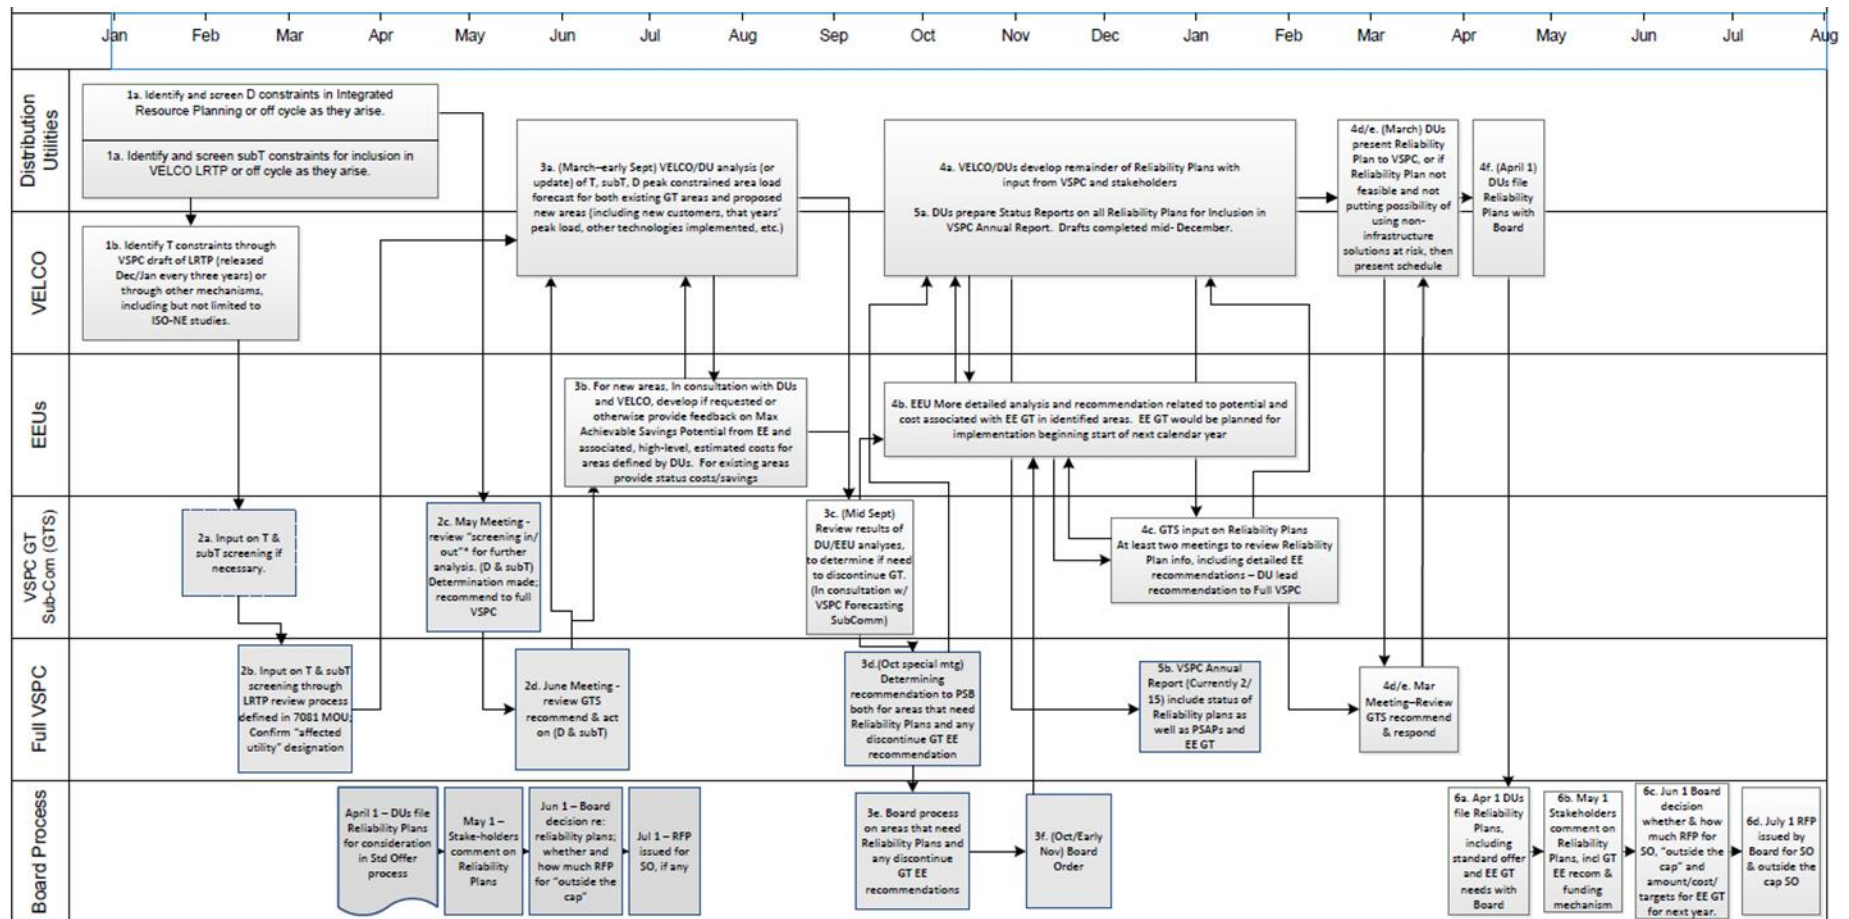 Jan Feb Mar Apr May Jun Jul Aug Sep Oct Nov Dec Jan Feb Mar Apr May Jun Jul Aug
Distribution
Utilities
1a. Identify and screen D constraints in Integrated
Resource Planning or off cycle as they arise.
1a. Identify and screen subT constraints for inclusion in
VELCO LRTP or off cycle as they arise.
3a. (March–early Sept) VELCO/DU analysis (or
update) of T, subT, D peak constrained area load
forecast for both existing GT areas and proposed
new areas (including new customers, that years'
peak load, other technologies implemented, etc.)
4a. VELCO/DUs develop remainder of Reliability Plans with
input from VSPC and stakeholders
5a. DUs prepare Status Reports on all Reliability Plans for Inclusion in
VSPC Annual Report. Drafts completed mid- December.
4d/e. (March) DUs
present Reliability
Plan to VSPC, or if
Reliability Plan not
feasible and not
putting possibility of
using non-
infrastructure
solutions at risk, then
present schedule
4f. (April 1)
DUs file
Reliability
Plans with
Board
VELCO
1b. Identify T constraints through
VSPC draft of LRTP (released
Dec/Jan every three years) or
through other mechanisms,
including but not limited to
ISO-NE studies.
EEUs
3b. For new areas, In consultation with DUs
and VELCO, develop if requested or
otherwise provide feedback on Max
Achievable Savings Potential from EE and
associated, high-level, estimated costs for
areas defined by DUs. For existing areas
provide status costs/savings
4b. EEU More detailed analysis and recommendation related to potential and
cost associated with EE GT in identified areas. EE GT would be planned for
implementation beginning start of next calendar year
VSPC GT
Sub-Com (GTS)
2a. Input on T &
subT screening if
necessary.
2c. May Meeting -
review "screening in/
out"* for further
analysis. (D & subT)
Determination made;
recommend to full
VSPC
3c. (Mid Sept)
Review results of
DU/EEU analyses,
to determine if need
to discontinue GT.
(In consultation w/
VSPC Forecasting
SubComm)
4c. GTS input on Reliability Plans
At least two meetings to review Reliability
Plan info, including detailed EE
recommendations – DU lead
recommendation to Full VSPC
Full VSPC
2b. Input on T & subT
screening through
LRTP review process
defined in 7081 MOU;
Confirm "affected
utility" designation
2d. June Meeting -
review GTS
recommend & act
on (D & subT)
3d.(Oct special mtg)
Determining
recommendation to PSB
both for areas that need
Reliability Plans and any
discontinue GT EE
recommendation
5b. VSPC Annual
Report (Currently 2/
15) include status of
Reliability plans as
well as PSAPs and
EE GT
4d/e. Mar
Meeting–Review
GTS recommend
& respond
Board Process
April 1 – DUs file
Reliability Plans
for consideration
in Std Offer
process
May 1 –
Stake-holders
comment on
Reliability
Plans
Jun 1 – Board
decision re:
reliability plans;
whether and
how much RFP
for "outside the
cap"
Jul 1 – RFP
issued for
SO, if any
3e. Board process
on areas that need
Reliability Plans and
any discontinue
GT EE
recommendations
3f. (Oct/Early
Nov) Board
Order
6a. Apr 1 DUs
file Reliability
Plans,
including
standard offer
and EE GT
needs with
Board
6b. May 1
Stakeholders
comment on
Reliability
Plans, incl GT
EE recom &
funding
mechanism
6c. Jun 1 Board
decision
whether & how
much RFP for
SO, "outside the
cap" and
amount/cost/
targets for EE GT
for next year.
6d. July 1 RFP
issued by
Board for SO
& outside the
cap SO